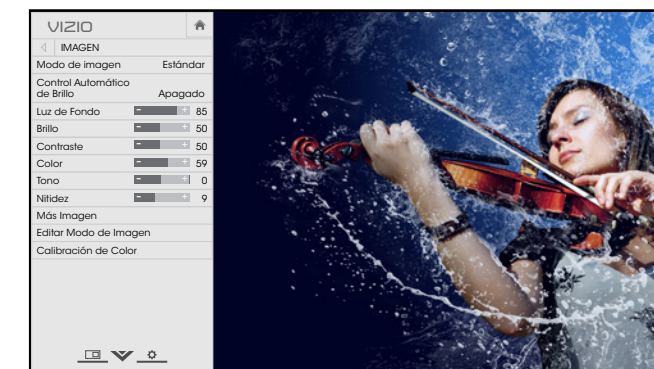 VIZIO
IMAGEN
Modo de imagen Estándar
Control Automático
de Brillo Apagado
Luz de Fondo - + 85
Brillo - + 50
Contraste - + 50
Color - + 59
Tono - + 0
Nitidez - + 9
Más Imagen
Editar Modo de Imagen
Calibración de Color